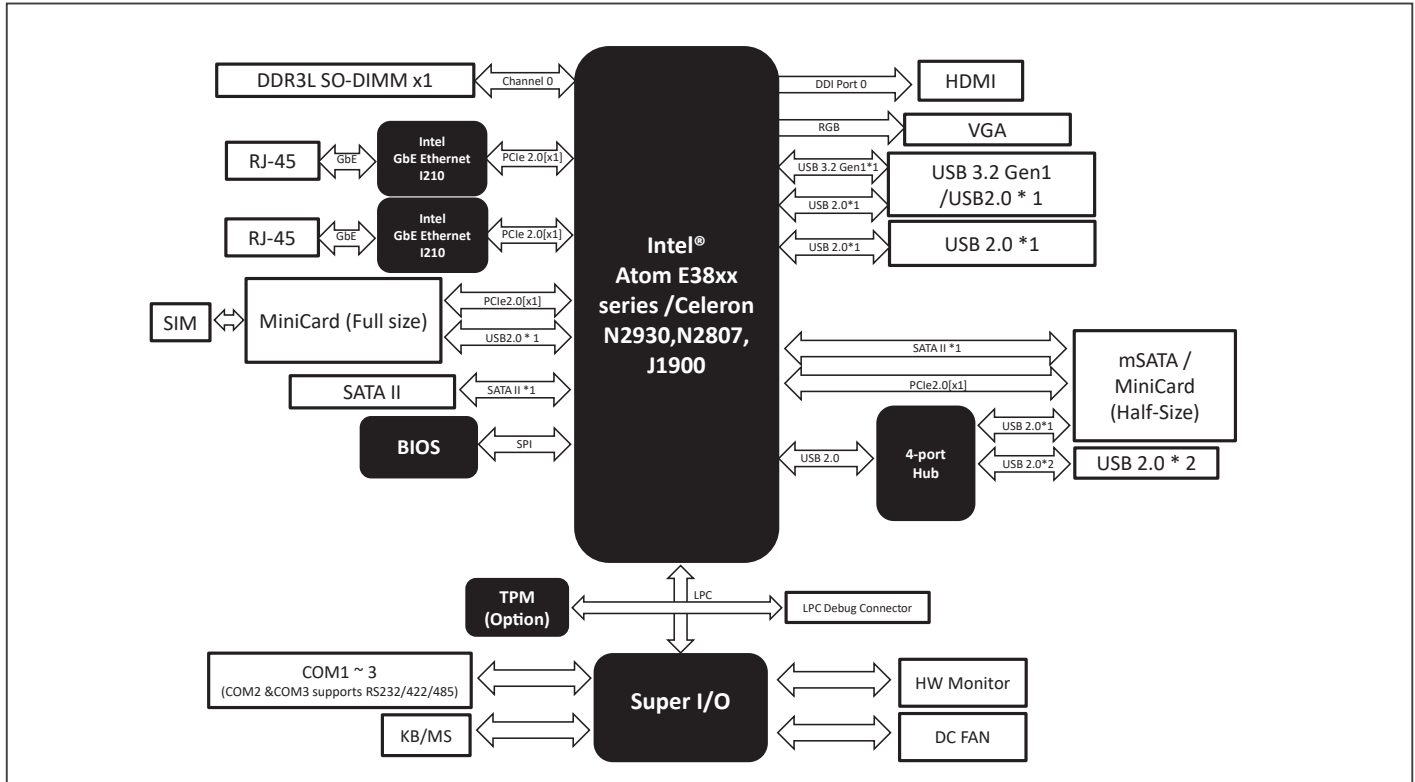 DDR3L SO-DIMM x1
Channel 0
DDI Port 0
HDMI
RGB
VGA
RJ-45
GbE
Intel
GbE Ethernet
I210
PCIe 2.0[x1]
USB 3.2 Gen1*1
USB 2.0*1
USB 3.2 Gen1
/USB2.0 * 1
RJ-45
GbE
Intel
GbE Ethernet
I210
PCIe 2.0[x1]
USB 2.0*1
USB 2.0 *1
Intel®
Atom E38xx
series /Celeron
N2930,N2807,
J1900
SIM
MiniCard (Full size)
PCIe2.0[x1]
USB2.0 * 1
SATA II
SATA II *1
BIOS
SPI
SATA II *1
PCIe2.0[x1]
mSATA /
MiniCard
(Half-Size)
USB 2.0
4-port
Hub
USB 2.0*1
USB 2.0*2
USB 2.0 * 2
TPM
(Option)
LPC
LPC Debug Connector
COM1 ~ 3
(COM2 &COM3 supports RS232/422/485)
KB/MS
Super I/O
HW Monitor
DC FAN